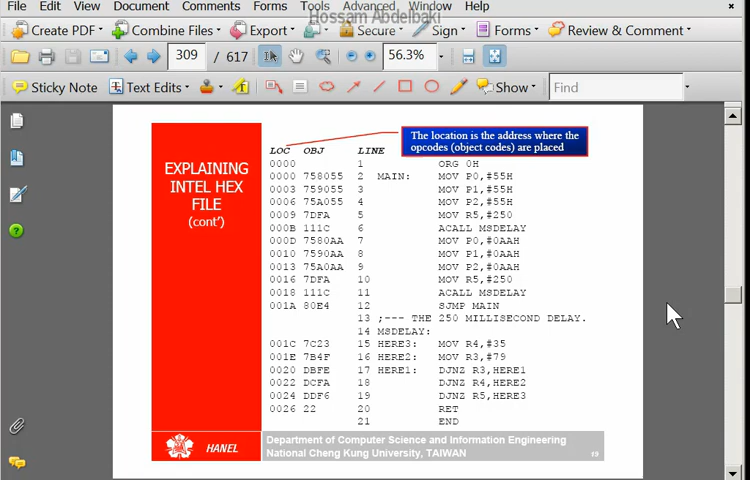 File Edit View Document Comments Forms Tools Advanced Window Help
Hossam Abdelbaki
Create PDF Combine Files Export Secure Sign Forms Review & Comment
309 / 617 56.3%
Sticky Note Text Edits Show Find
The location is the address where the
opcodes (object codes) are placed
EXPLAINING
INTEL HEX
FILE
(cont')
LOC OBJ LINE
0000 1 ORG 0H
0000 758055 2 MAIN: MOV P0,#55H
0003 759055 3 MOV P1,#55H
0006 75A055 4 MOV P2,#55H
0009 7DFA 5 MOV R5,#250
000B 111C 6 ACALL MSDELAY
000D 7580AA 7 MOV P0,#0AAH
0010 7590AA 8 MOV P1,#0AAH
0013 75A0AA 9 MOV P2,#0AAH
0016 7DFA 10 MOV R5,#250
0018 111C 11 ACALL MSDELAY
001A 80E4 12 SJMP MAIN
13 ;--- THE 250 MILLISECOND DELAY.
14 MSDELAY:
001C 7C23 15 HERE3: MOV R4,#35
001E 7B4F 16 HERE2: MOV R3,#79
0020 DBFE 17 HERE1: DJNZ R3,HERE1
0022 DCFA 18 DJNZ R4,HERE2
0024 DDF6 19 DJNZ R5,HERE3
0026 22 20 RET
21 END
HANEL
Department of Computer Science and Information Engineering
National Cheng Kung University, TAIWAN
19